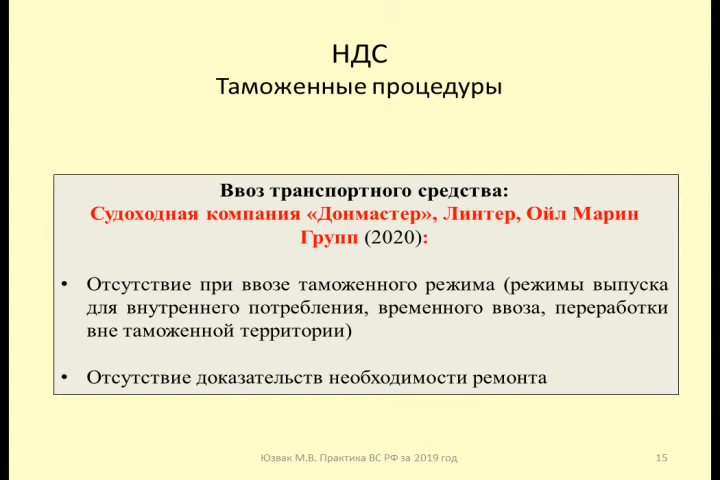 НДС
Таможенные процедуры
Ввоз транспортного средства:
Судоходная компания «Донмастер», Линтер, Ойл Марин
Групп (2020):
• Отсутствие при ввозе таможенного режима (режимы выпуска
для внутреннего потребления, временного ввоза, переработки
вне таможенной территории)
• Отсутствие доказательств необходимости ремонта
Юзвак М.В. Практика ВС РФ за 2019 год
15